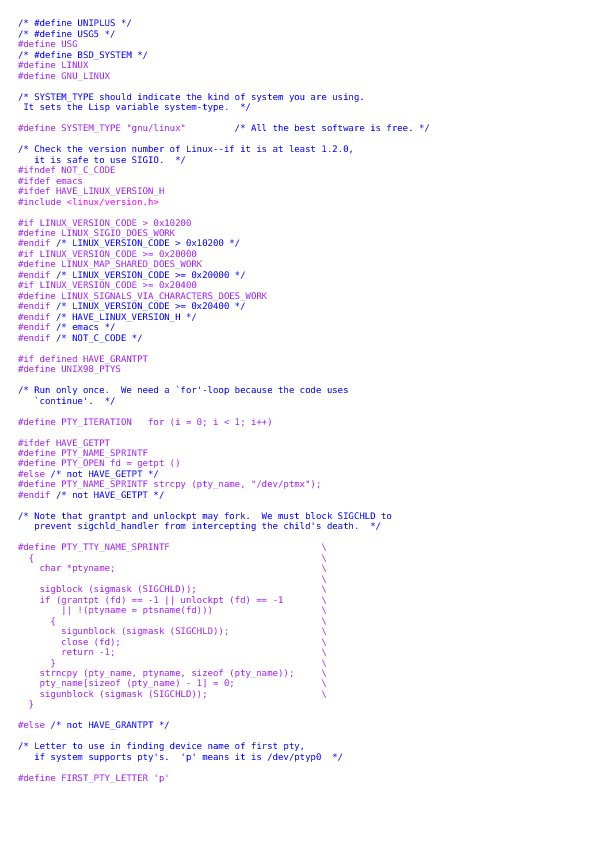 /* #define UNIPLUS */
/* #define USG5 */
#define USG
/* #define BSD_SYSTEM */
#define LINUX
#define GNU_LINUX

/* SYSTEM_TYPE should indicate the kind of system you are using.
 It sets the Lisp variable system-type.  */

#define SYSTEM_TYPE "gnu/linux"         /* All the best software is free. */

/* Check the version number of Linux--if it is at least 1.2.0,
   it is safe to use SIGIO.  */
#ifndef NOT_C_CODE
#ifdef emacs
#ifdef HAVE_LINUX_VERSION_H
#include <linux/version.h>

#if LINUX_VERSION_CODE > 0x10200
#define LINUX_SIGIO_DOES_WORK
#endif /* LINUX_VERSION_CODE > 0x10200 */
#if LINUX_VERSION_CODE >= 0x20000
#define LINUX_MAP_SHARED_DOES_WORK
#endif /* LINUX_VERSION_CODE >= 0x20000 */
#if LINUX_VERSION_CODE >= 0x20400
#define LINUX_SIGNALS_VIA_CHARACTERS_DOES_WORK
#endif /* LINUX_VERSION_CODE >= 0x20400 */
#endif /* HAVE_LINUX_VERSION_H */
#endif /* emacs */
#endif /* NOT_C_CODE */

#if defined HAVE_GRANTPT
#define UNIX98_PTYS

/* Run only once.  We need a `for'-loop because the code uses
   `continue'.  */

#define PTY_ITERATION   for (i = 0; i < 1; i++)

#ifdef HAVE_GETPT
#define PTY_NAME_SPRINTF
#define PTY_OPEN fd = getpt ()
#else /* not HAVE_GETPT */
#define PTY_NAME_SPRINTF strcpy (pty_name, "/dev/ptmx");
#endif /* not HAVE_GETPT */

/* Note that grantpt and unlockpt may fork.  We must block SIGCHLD to
   prevent sigchld_handler from intercepting the child's death.  */

#define PTY_TTY_NAME_SPRINTF                            \
  {                                                     \
    char *ptyname;                                      \
                                                        \
    sigblock (sigmask (SIGCHLD));                       \
    if (grantpt (fd) == -1 || unlockpt (fd) == -1       \
        || !(ptyname = ptsname(fd)))                    \
      {                                                 \
        sigunblock (sigmask (SIGCHLD));                 \
        close (fd);                                     \
        return -1;                                      \
      }                                                 \
    strncpy (pty_name, ptyname, sizeof (pty_name));     \
    pty_name[sizeof (pty_name) - 1] = 0;                \
    sigunblock (sigmask (SIGCHLD));                     \
  }

#else /* not HAVE_GRANTPT */

/* Letter to use in finding device name of first pty,
   if system supports pty's.  'p' means it is /dev/ptyp0  */

#define FIRST_PTY_LETTER 'p'